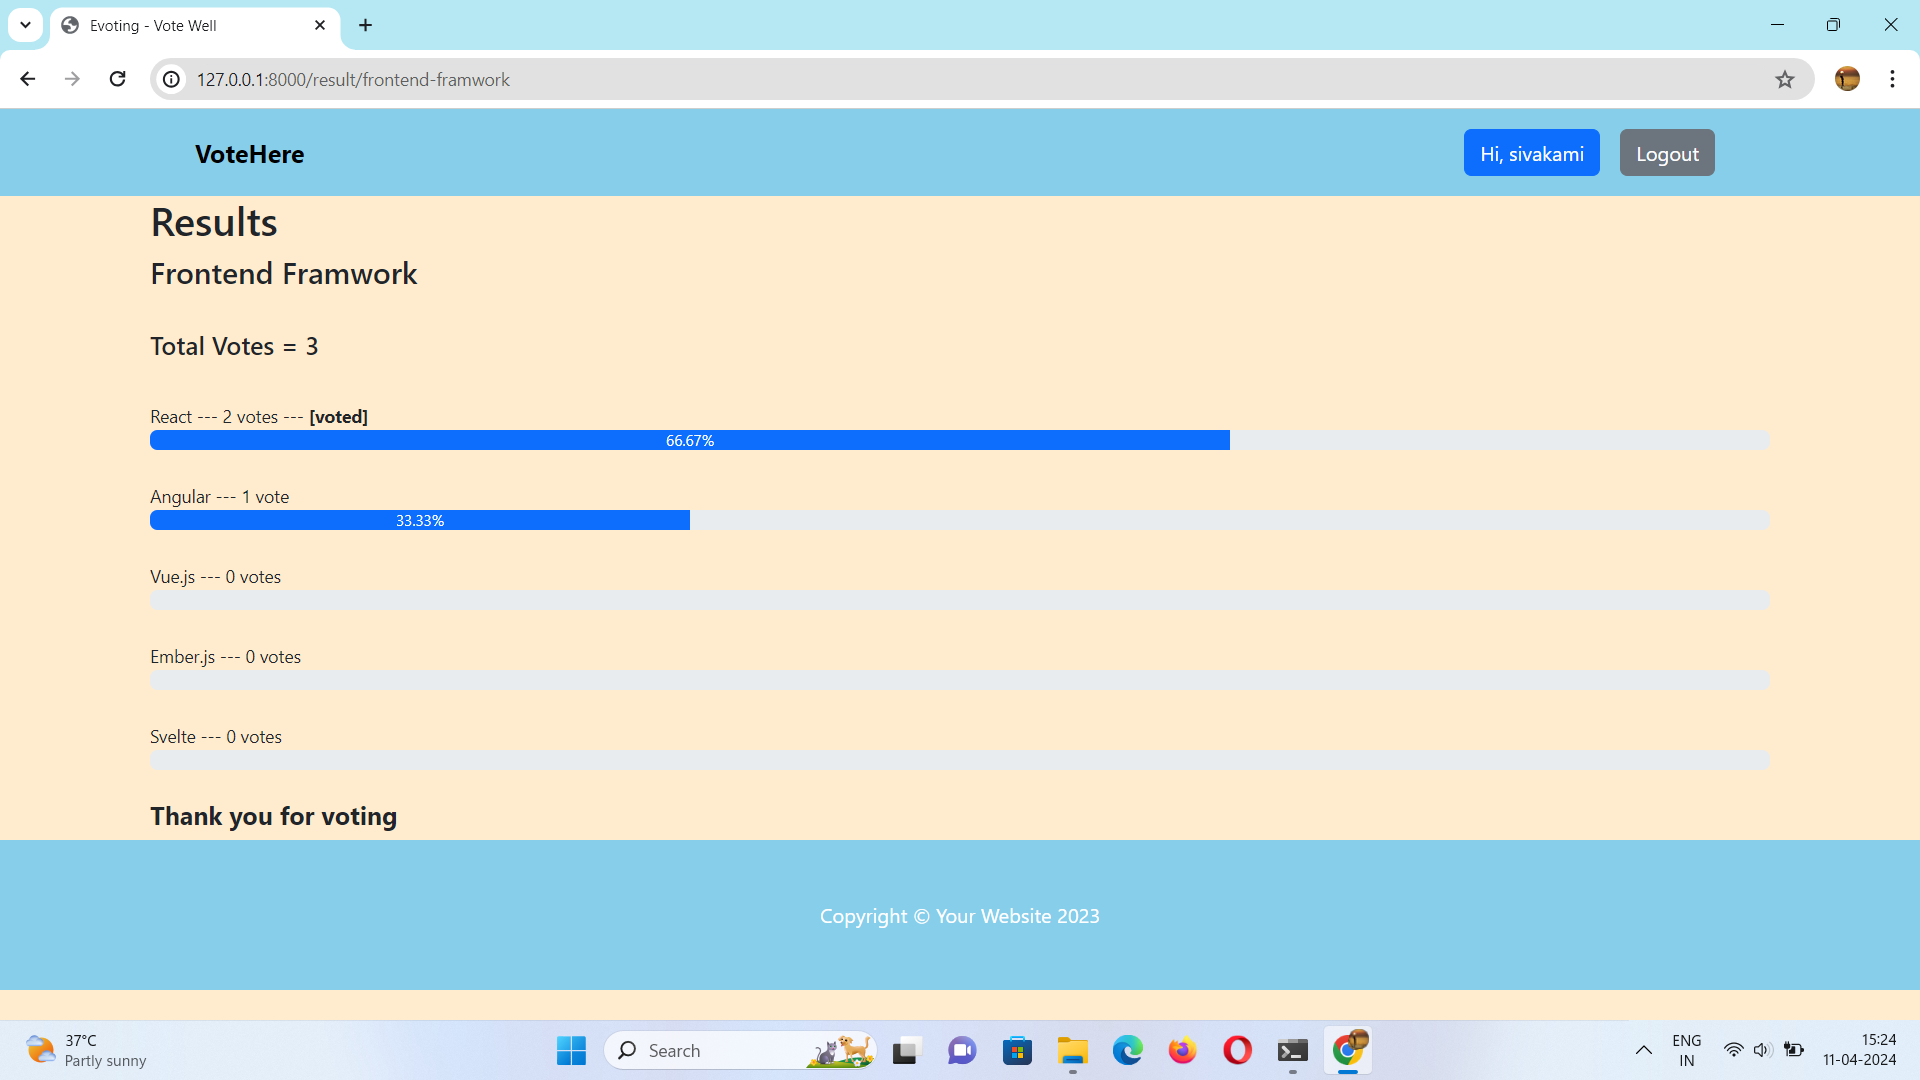 Evoting - Vote Well
127.0.0.1:8000/result/frontend-framwork
VoteHere
Hi, sivakami
Logout
Results
Frontend Framwork
Total Votes = 3
React --- 2 votes --- [voted]
66.67%
Angular --- 1 vote
33.33%
Vue.js --- 0 votes
Ember.js --- 0 votes
Svelte --- 0 votes
Thank you for voting
Copyright © Your Website 2023
37°C
Partly sunny
Search
ENG
IN
15:24
11-04-2024